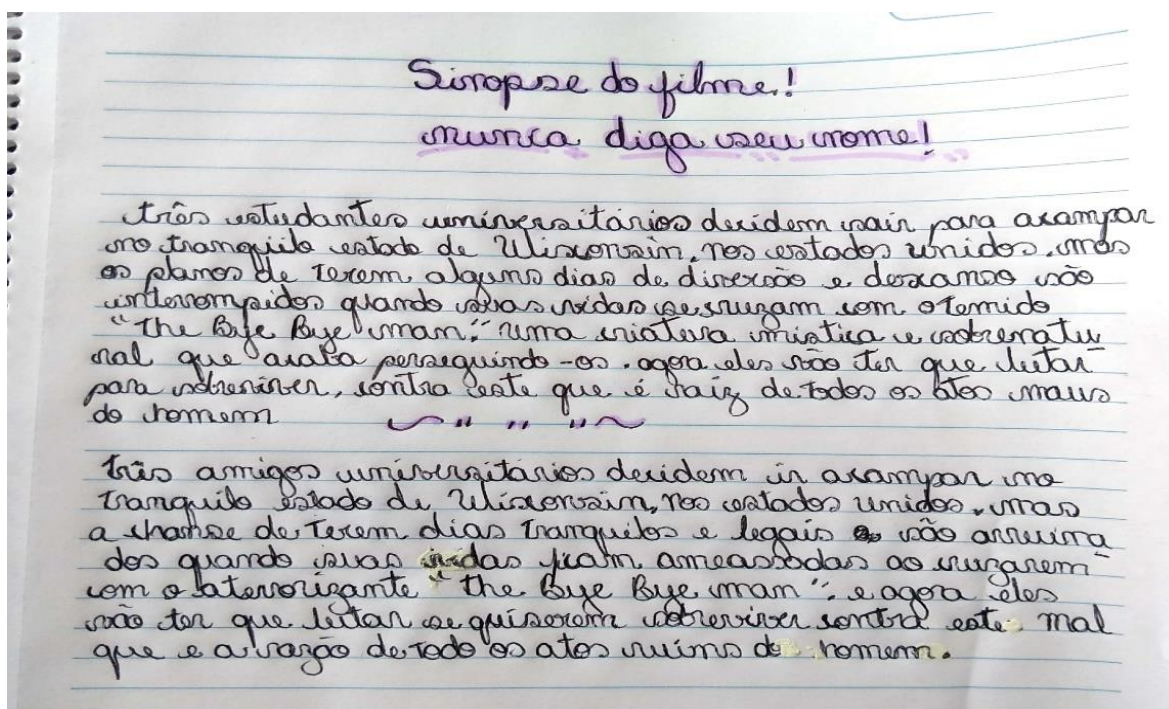 Sinopse do filme!
nunca diga seu nome!
três estudantes universitários decidem sair para acampar
no tranquilo estado de Wisconsin, nos estados unidos. mas
os planos de terem alguns dias de diversão e descanso são
interrompidos quando suas vidas se cruzam com o temido
"The Bye Bye man", uma criatura mistica e sobrenatu
ral que acaba perseguindo-os. agora eles vão ter que lutar
para sobreviver, contra este que é raiz de todos os atos maus
do homem
três amigos universitários decidem ir acampar no
tranquilo estado de Wisconsin, nos estados unidos, mas
a chanse de terem dias tranquilos e legais são arruina
dos quando suas vidas ficam ameassadas ao cruzarem
com o aterrorizante "the Bye Bye man", e agora eles
vão ter que lutar se quiserem sobreviver contra este mal
que e a razão de todo os atos ruims do homem.